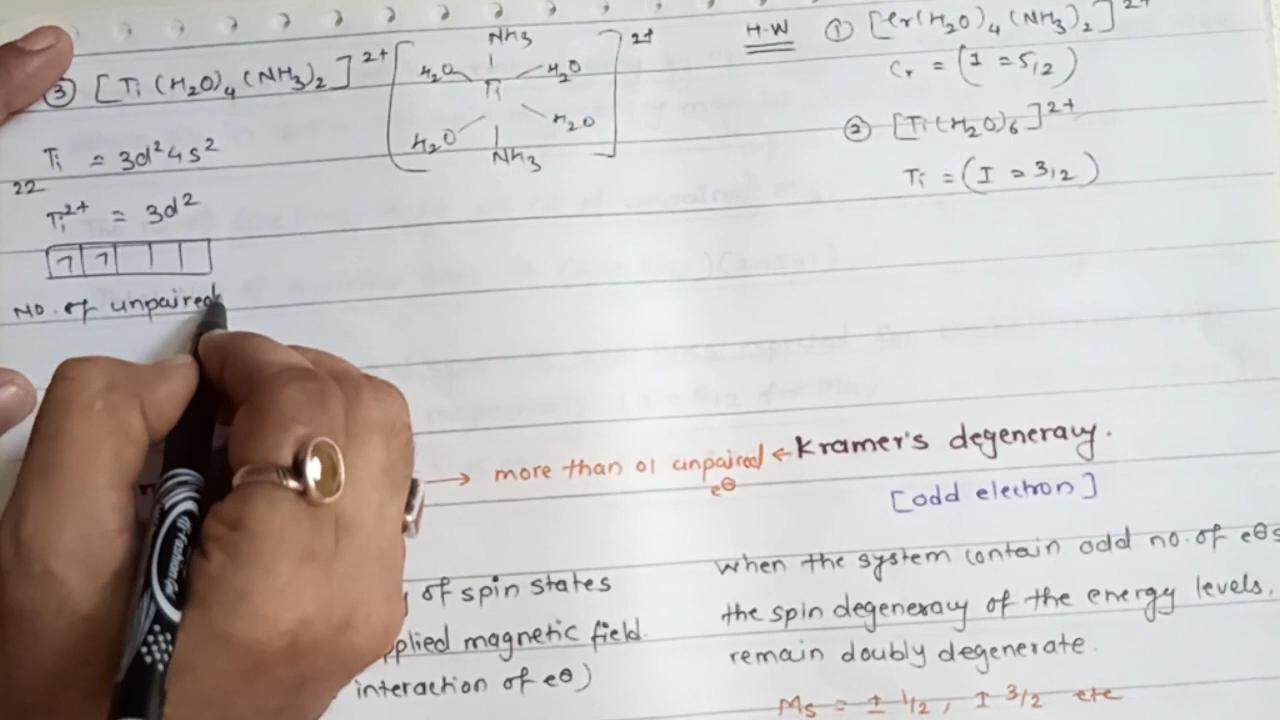 ③ [Ti (H₂O)₄ (NH₃)₂]²⁺
[NH₃
H₂O H₂O
Ti
H₂O H₂O
NH₃]²⁺
Ti = 3d²4s²
22
Ti²⁺ = 3d²
1 1
NO. of unpaired
H.W ① [Cr(H₂O)₄ (NH₃)₂]²⁺
Cr = (I = 5/2)
② [Ti(H₂O)6]²⁺
Ti = (I = 3/2)
→ more than 01 unpaired ← Kramer's degeneracy.
e⊖
[odd electron]
of spin states
pplied magnetic field.
interaction of e⊖)
when the system contain odd no. of e⊖s
the spin degeneracy of the energy levels,
remain doubly degenerate.
Ms = ± 1/2, I 3/2 etc